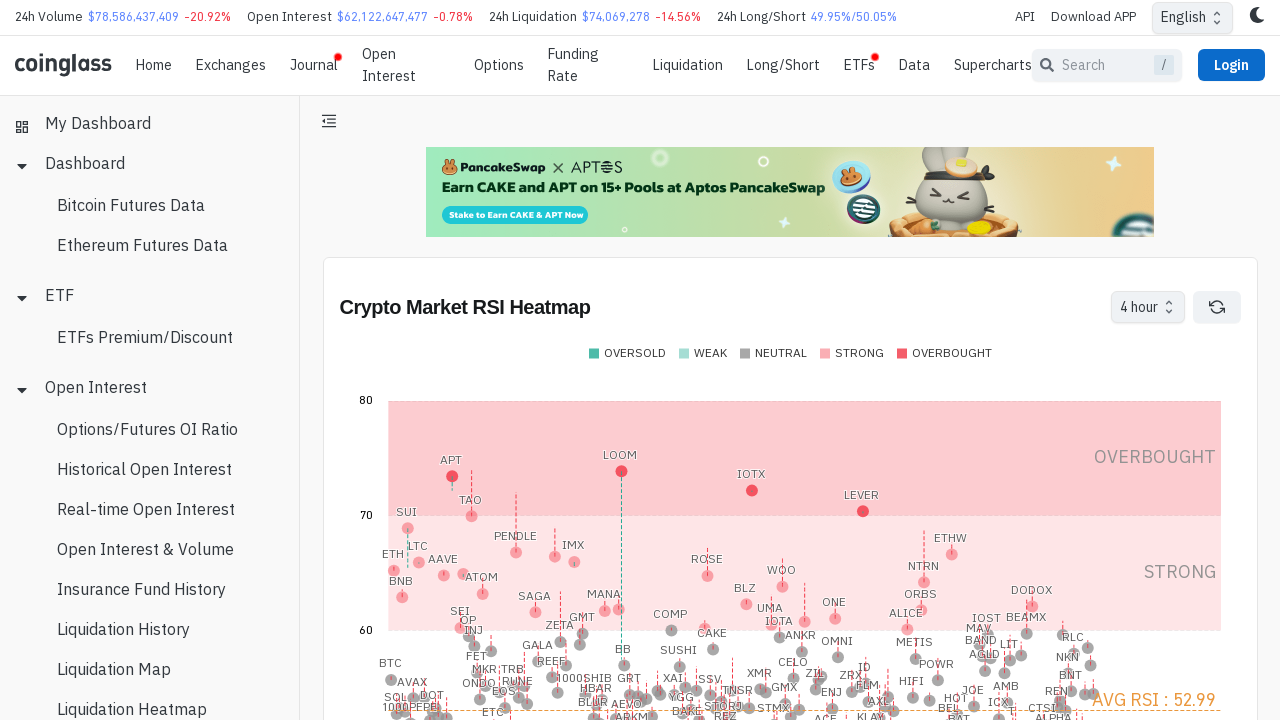 24h Volume $78,586,437,409 -20.92% Open Interest $62,122,647,477 -0.78% 24h Liquidation $74,069,278 -14.56% 24h Long/Short 49.95%/50.05% API Download APP English
coinglass Home Exchanges Journal Open Interest Options Funding Rate Liquidation Long/Short ETFs Data Supercharts Search / Login
My Dashboard
Dashboard
Bitcoin Futures Data
Ethereum Futures Data
ETF
ETFs Premium/Discount
Open Interest
Options/Futures OI Ratio
Historical Open Interest
Real-time Open Interest
Open Interest & Volume
Insurance Fund History
Liquidation History
Liquidation Map
Liquidation Heatmap
PancakeSwap × APTOS
Earn CAKE and APT on 15+ Pools at Aptos PancakeSwap
Stake to Earn CAKE & APT Now
Crypto Market RSI Heatmap 4 hour
OVERSOLD WEAK NEUTRAL STRONG OVERBOUGHT
80
OVERBOUGHT
LOOM
APT
IOTX
LEVER
TAO
SUI
70
PENDLE
ETHW
LTC
IMX
ETH
AAVE
ROSE
NTRN
WOO
STRONG
BNB
ATOM
BLZ
DODOX
MANA
SAGA
ORBS
ONE
UMA
SEI
COMP
ALICE
GMT
OP
IOTA
IOST
BEAMX
ZETA
60
INJ
CAKE
ANKR
MAV
RLC
GALA
BB
SUSHI
OMNI
METIS
BAND
FET
AGLD
NKN
BTC
REEF
CELO
POWR
MKR
TRB
XMR
ZIL
ZRX
ID
BNT
AVAX
ONDO
RUNE
1000SHIB
GRT
XAI
SSV
HIFI
ETM
AMB
SOL
DOT
EOS
HBAR
GMX
ENJ
JOE
REN
AVG RSI : 52.99
1000PEPE
BLUR
AEVO
YGG
TNSR
AXL
HOT
ICX
ETC
BAKE
STORJ
STMX
BEL
CTSI
ARKM
REZ
ACE
KLAY
BAT
ALPHA